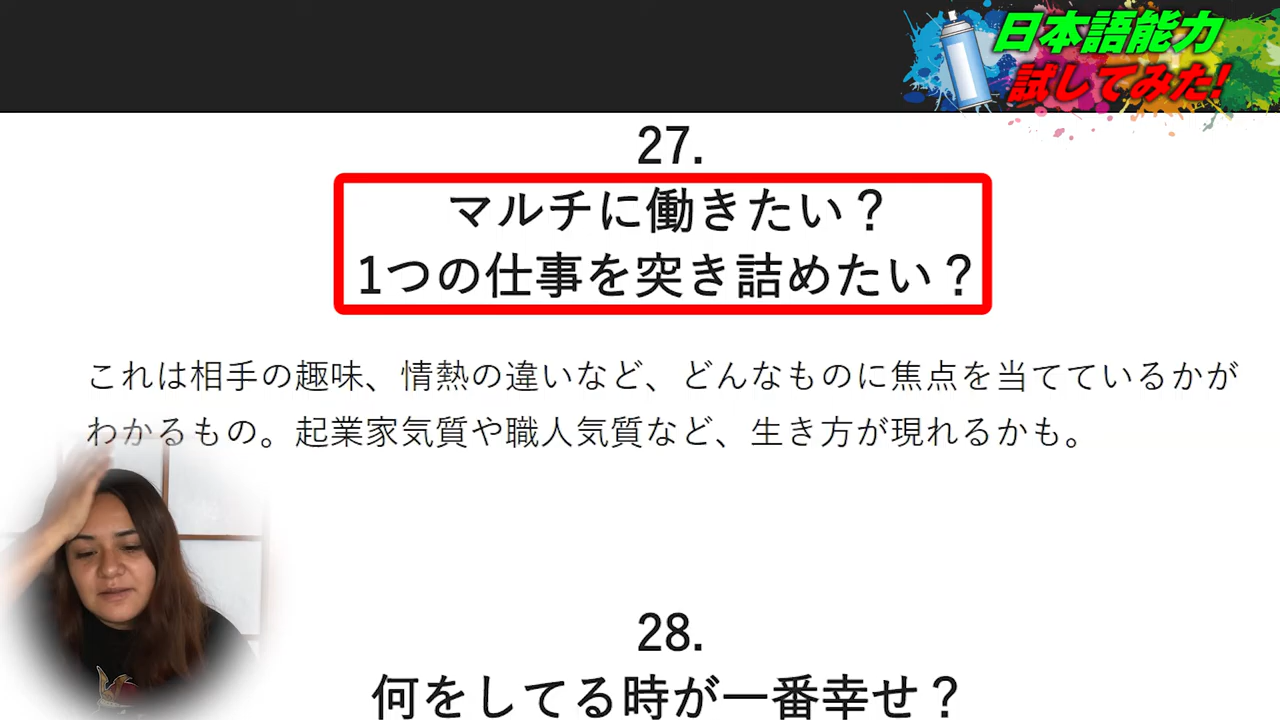 日本語能力
試してみた!
27.
マルチに働きたい？
1つの仕事を突き詰めたい？
これは相手の趣味、情熱の違いなど、どんなものに焦点を当てているかが
わかるもの。起業家気質や職人気質など、生き方が現れるかも。
28.
何をしてる時が一番幸せ？